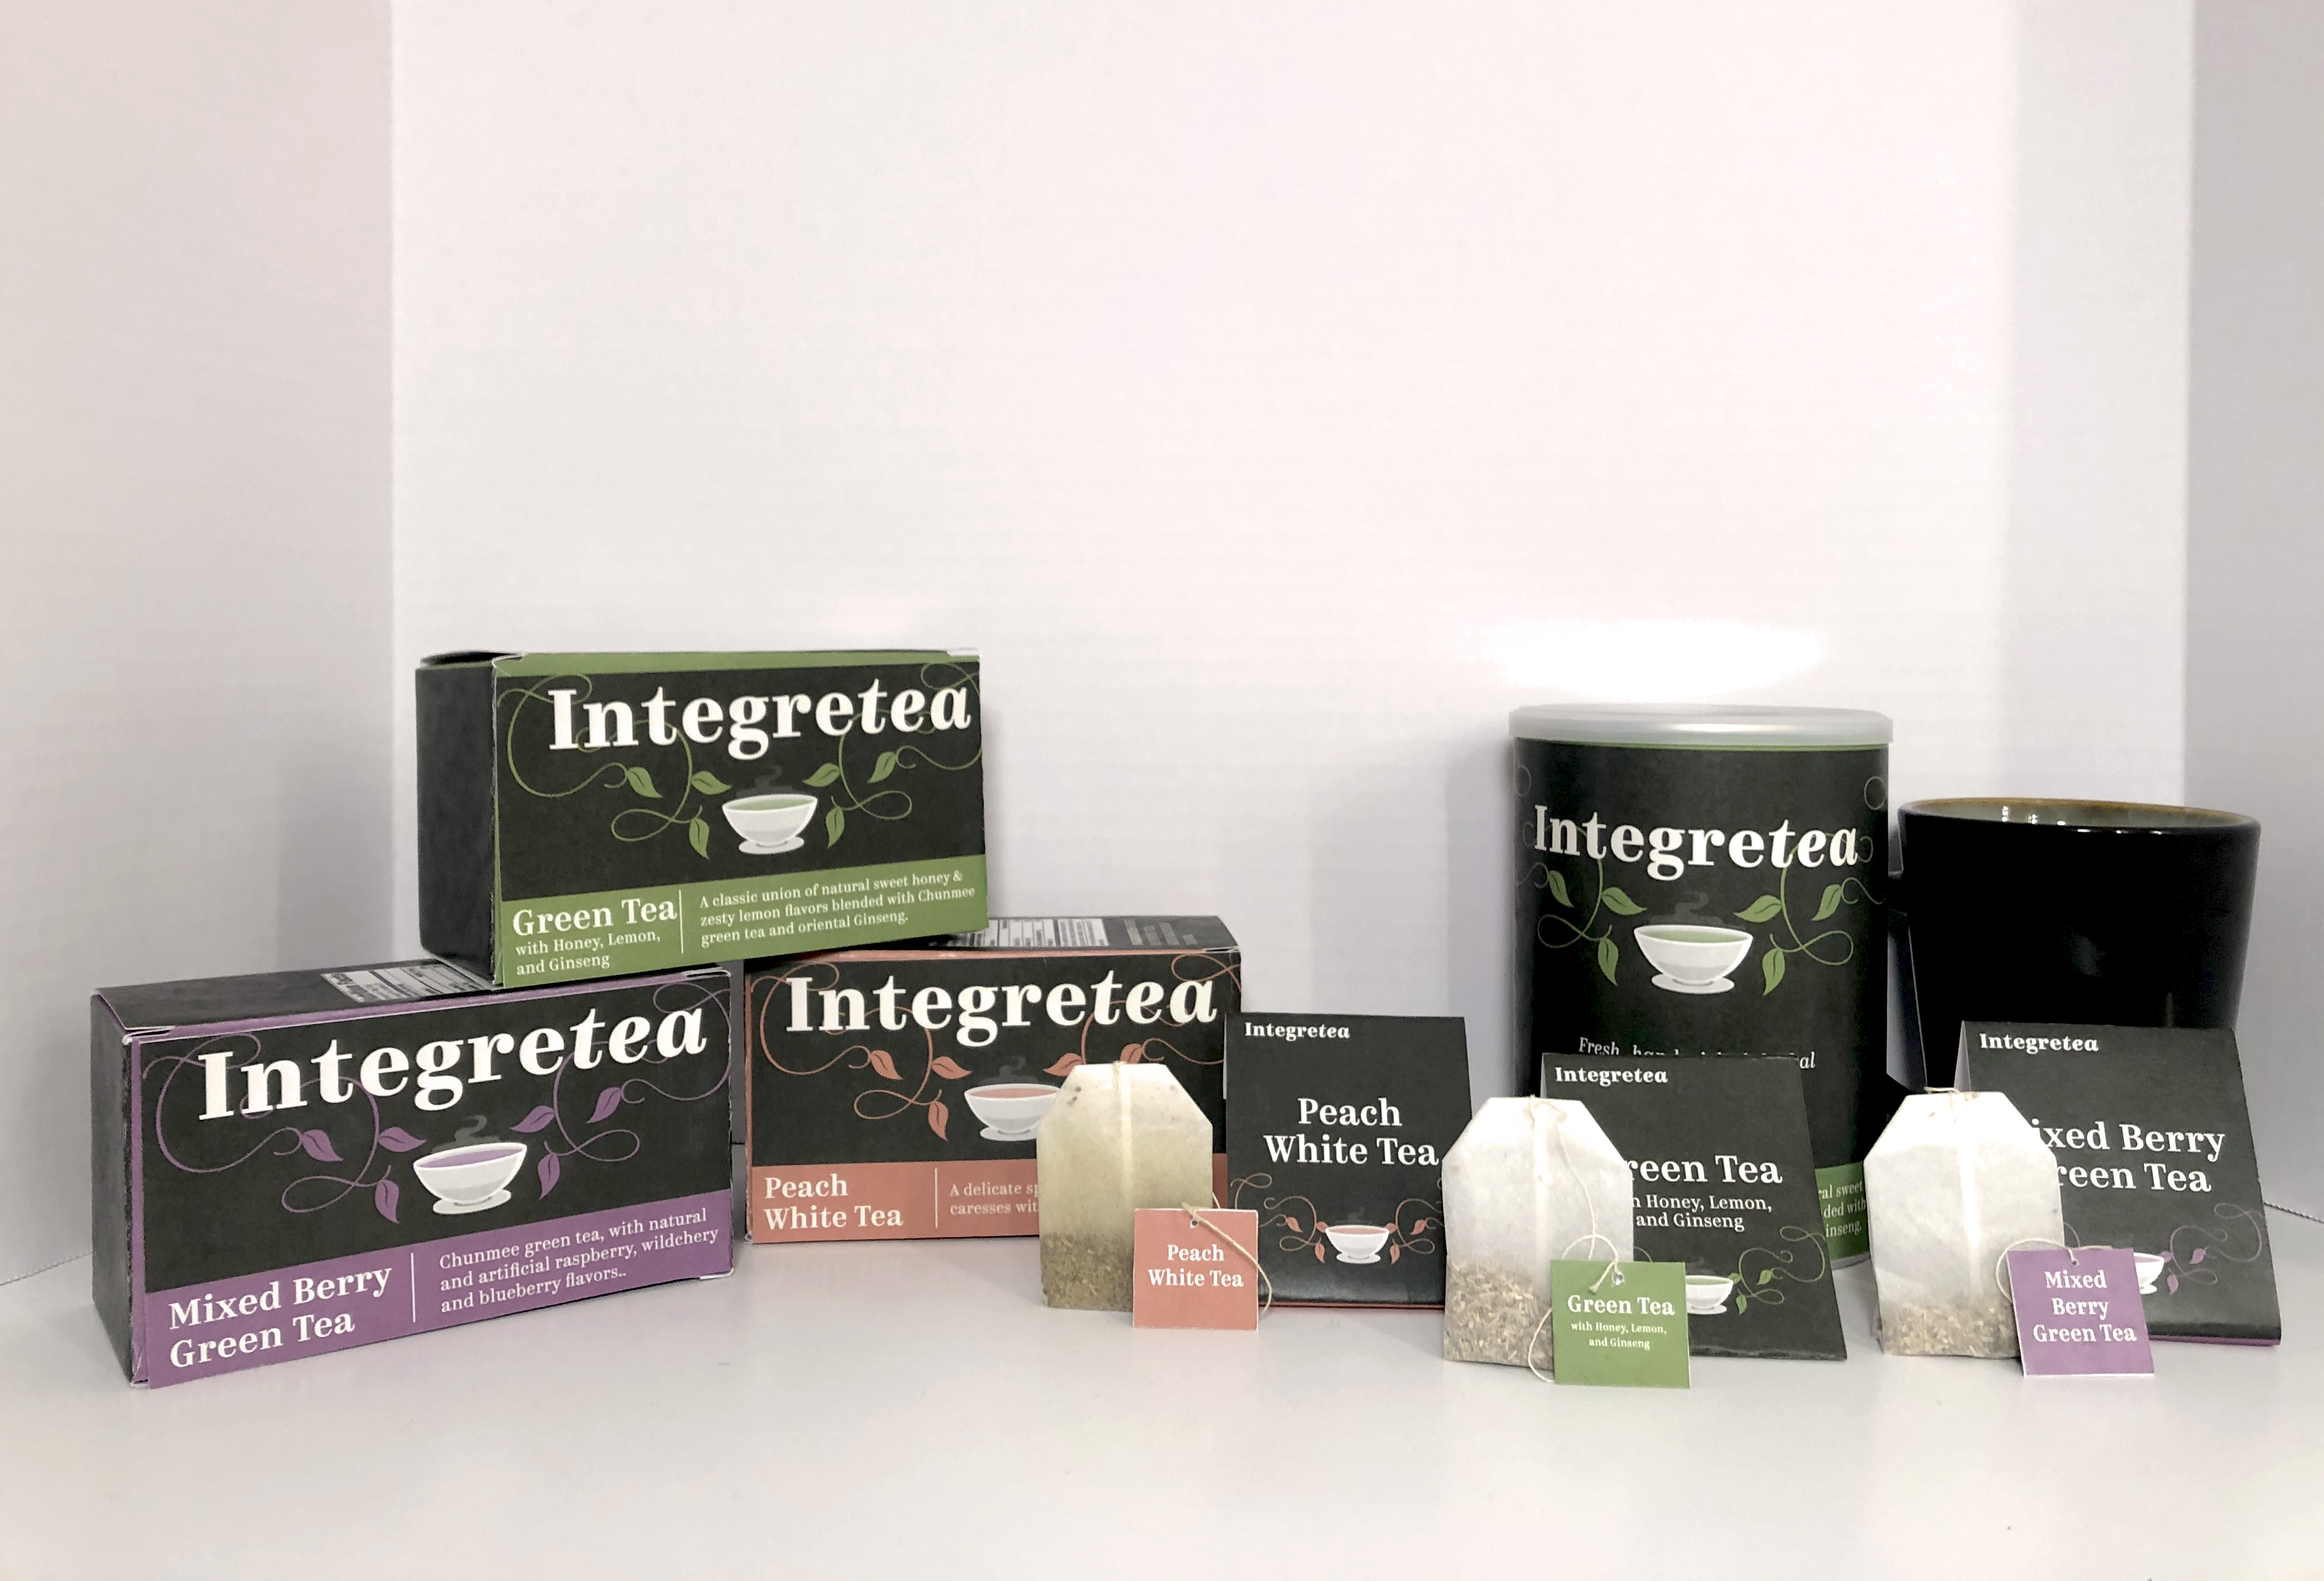 Integretea
Green Tea
with Honey, Lemon,
and Ginseng
A classic union of natural sweet honey &
zesty lemon flavors blended with Chunmee
green tea and oriental Ginseng.
Integretea
Mixed Berry
Green Tea
Chunmee green tea, with natural
and artificial raspberry, wildchery
and blueberry flavors..
Integretea
Peach
White Tea
A delicate
caresses
Peach
White Tea
Integretea
Peach
White Tea
Integretea
Fresh,
Integretea
Tea
Honey, Lemon,
and Ginseng
sweet
Green Tea
with Honey, Lemon,
and Ginseng
Integretea
Berry
Tea
Mixed
Berry
Green Tea